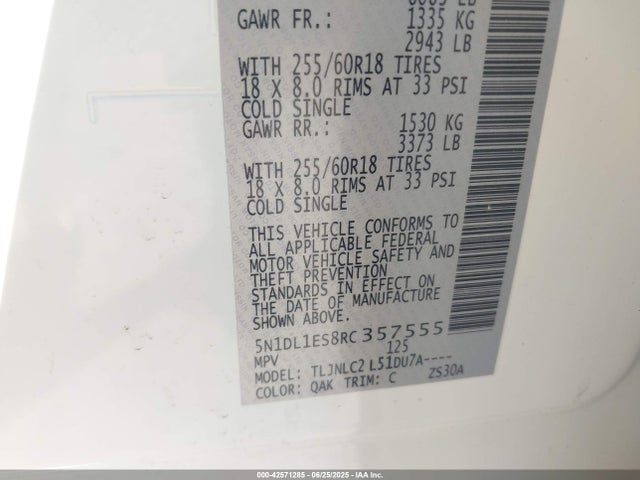 GAWR FR.: 1335 KG
2943 LB
WITH 255/60R18 TIRES
18 X 8.0 RIMS AT 33 PSI
COLD SINGLE
GAWR RR.: 1530 KG
3373 LB
WITH 255/60R18 TIRES
18 X 8.0 RIMS AT 33 PSI
COLD SINGLE
THIS VEHICLE CONFORMS TO
ALL APPLICABLE FEDERAL
MOTOR VEHICLE SAFETY AND
THEFT PREVENTION
STANDARDS IN EFFECT ON
THE DATE OF MANUFACTURE
SHOWN ABOVE.
5N1DL1ES8RC357555
MPV 125
MODEL: TLJNLC2 L51DU7A----
COLOR: QAK TRIM: C ZS30A
000-42571285 - 06/25/2025 - IAA Inc.